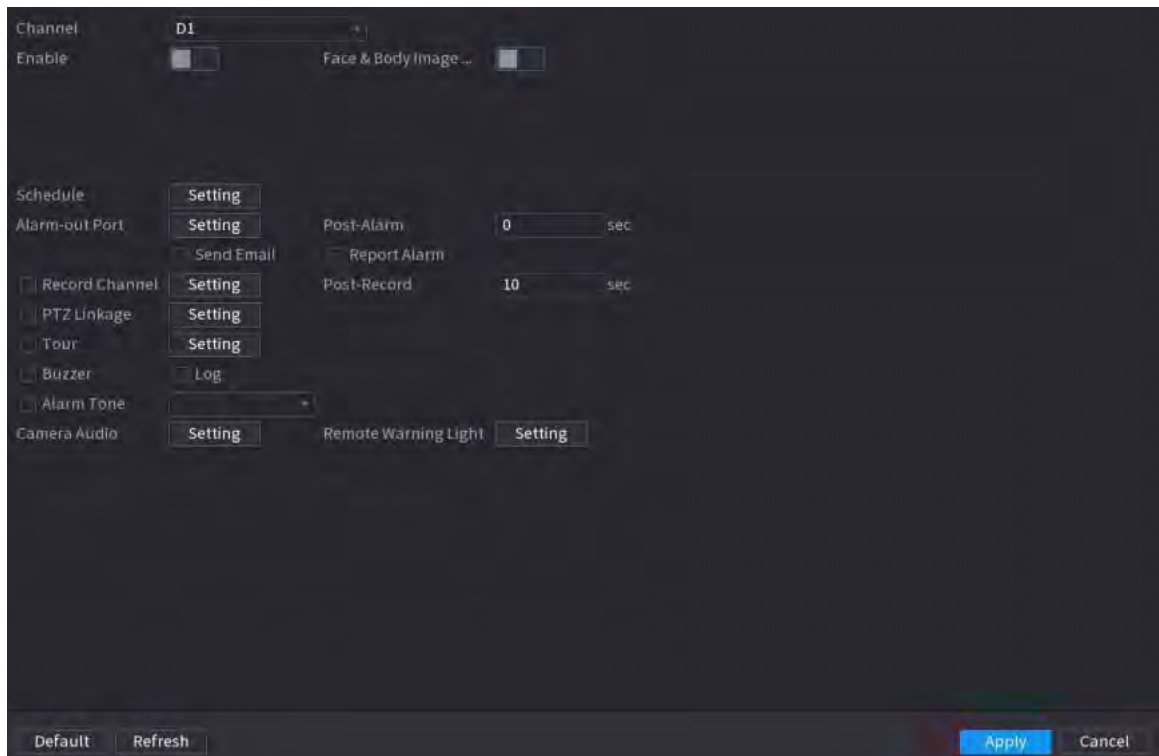 Channel D1
Enable Face & Body Image ...
Schedule Setting
Alarm-out Port Setting Post-Alarm 0 sec
Send Email Report Alarm
Record Channel Setting Post-Record 10 sec
PTZ Linkage Setting
Tour Setting
Buzzer Log
Alarm Tone
Camera Audio Setting Remote Warning Light Setting
Default Refresh Apply Cancel